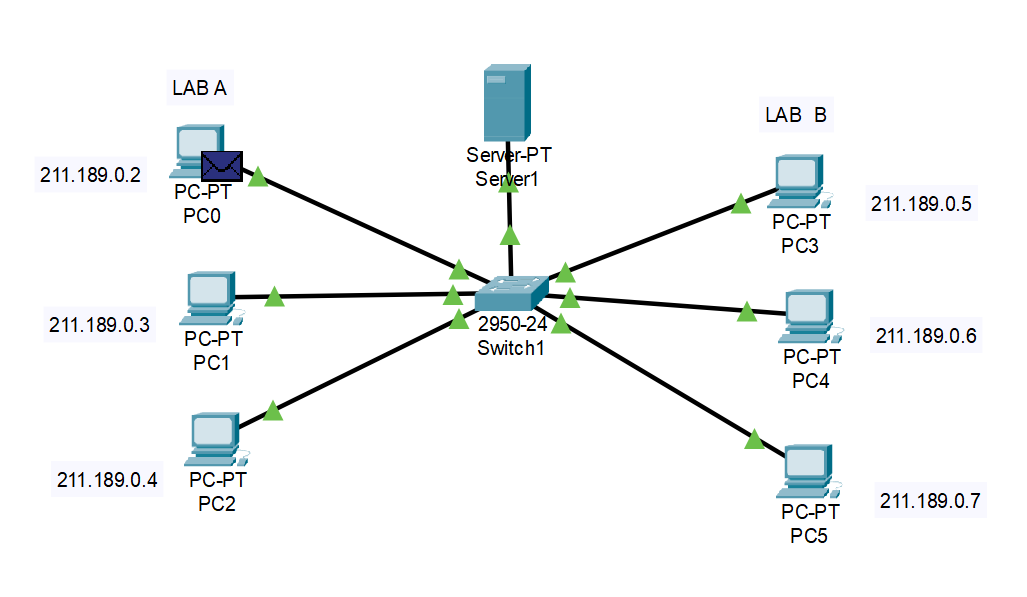 LAB A
211.189.0.2
PC-PT
PC0
211.189.0.3
PC-PT
PC1
211.189.0.4
PC-PT
PC2
Server-PT
Server1
2950-24
Switch1
LAB B
PC-PT
PC3
211.189.0.5
PC-PT
PC4
211.189.0.6
PC-PT
PC5
211.189.0.7